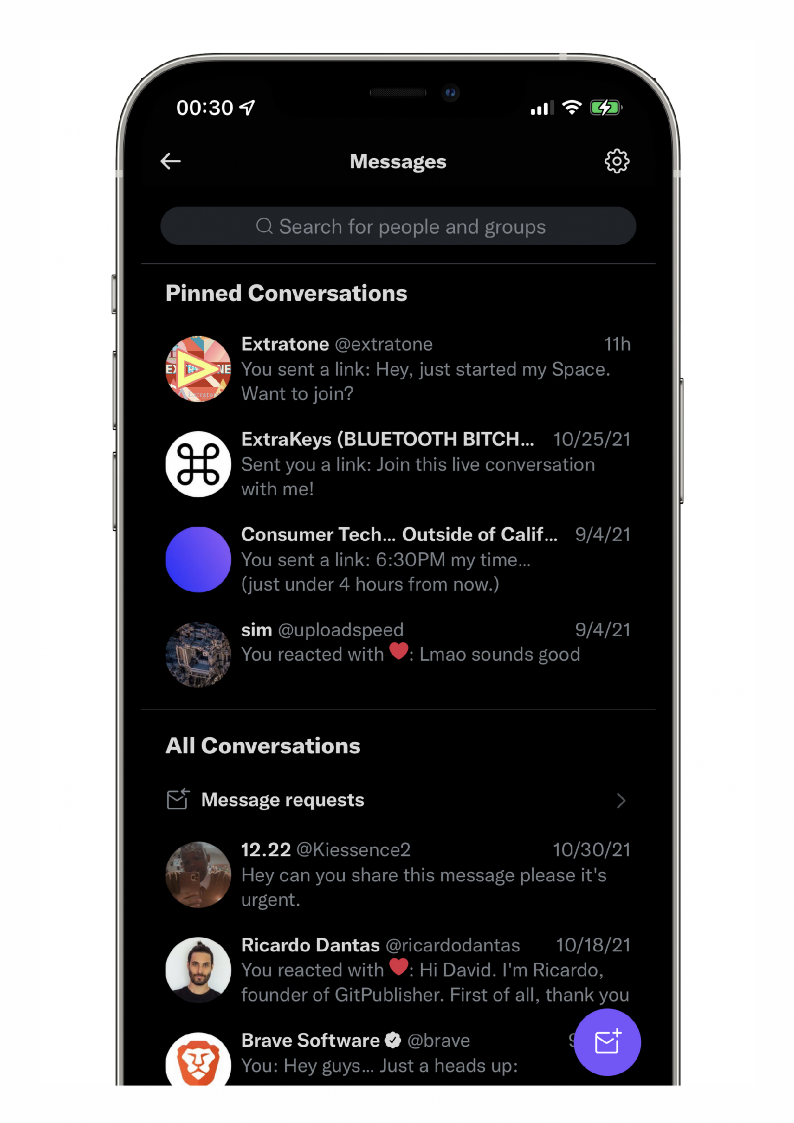 00:30
Messages
Search for people and groups
Pinned Conversations
Extratone @extratone 11h
You sent a link: Hey, just started my Space.
Want to join?
ExtraKeys (BLUETOOTH BITCH... 10/25/21
Sent you a link: Join this live conversation
with me!
Consumer Tech... Outside of Calif... 9/4/21
You sent a link: 6:30PM my time...
(just under 4 hours from now.)
sim @uploadspeed 9/4/21
You reacted with ❤️: Lmao sounds good
All Conversations
Message requests
12.22 @Kiessence2 10/30/21
Hey can you share this message please it's
urgent.
Ricardo Dantas @ricardodantas 10/18/21
You reacted with ❤️: Hi David. I'm Ricardo,
founder of GitPublisher. First of all, thank you
Brave Software @brave
You: Hey guys... Just a heads up: